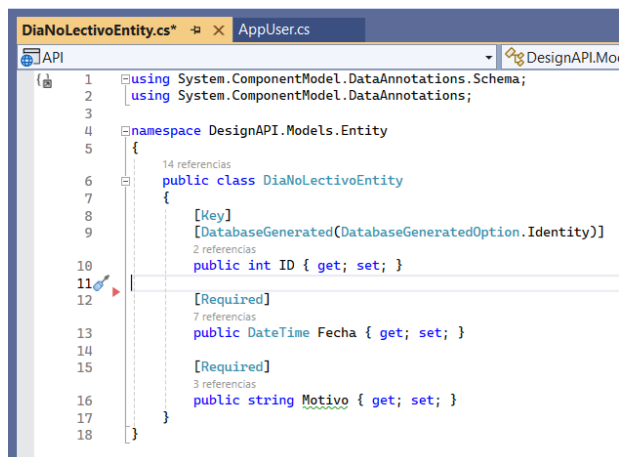 DiaNoLectivoEntity.cs* AppUser.cs
API DesignAPI.Mo
1 using System.ComponentModel.DataAnnotations.Schema;
2 using System.ComponentModel.DataAnnotations;
3
4 namespace DesignAPI.Models.Entity
5 {
14 referencias
6 public class DiaNoLectivoEntity
7 {
8 [Key]
9 [DatabaseGenerated(DatabaseGeneratedOption.Identity)]
2 referencias
10 public int ID { get; set; }
11
12 [Required]
7 referencias
13 public DateTime Fecha { get; set; }
14
15 [Required]
3 referencias
16 public string Motivo { get; set; }
17 }
18 }